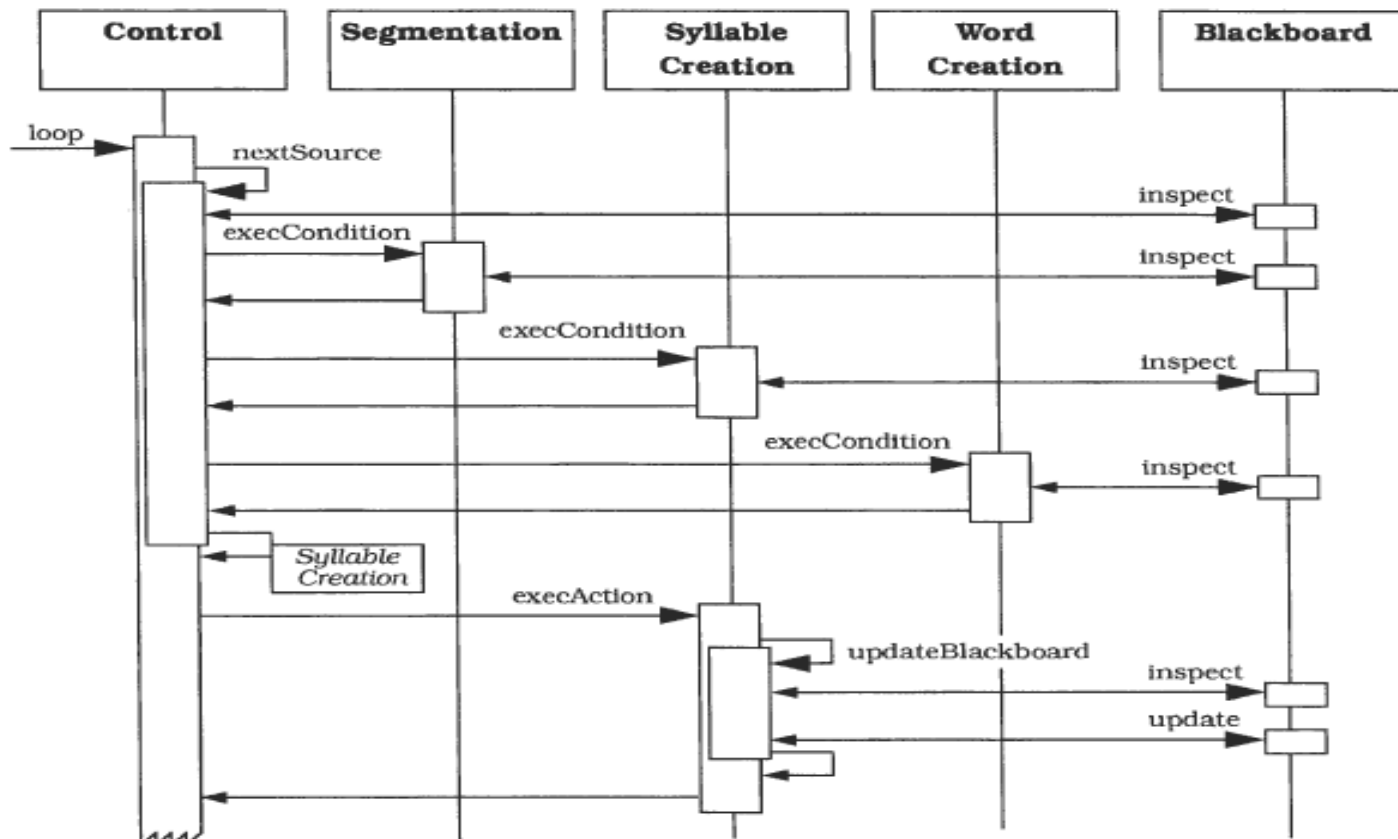 Control
Segmentation
Syllable
Creation
Word
Creation
Blackboard
loop
nextSource
inspect
execCondition
inspect
execCondition
inspect
execCondition
inspect
Syllable
Creation
execAction
updateBlackboard
inspect
update